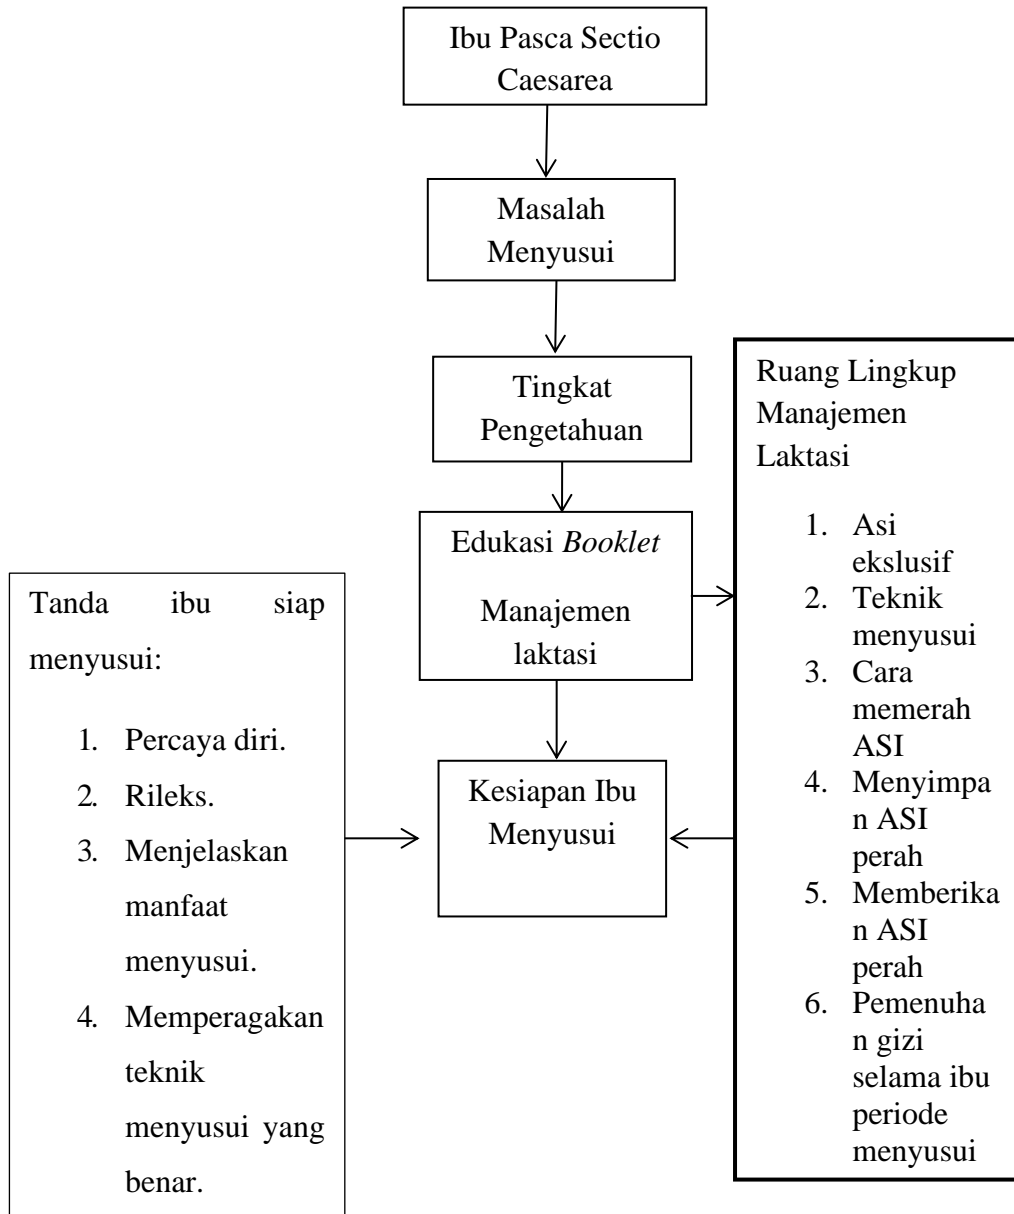 Ibu Pasca Sectio
Caesarea
Masalah
Menyusui
Tingkat
Pengetahuan
Edukasi Booklet
Manajemen
laktasi
Kesiapan Ibu
Menyusui
Tanda ibu siap
menyusui:
1. Percaya diri.
2. Rileks.
3. Menjelaskan
manfaat
menyusui.
4. Memperagakan
teknik
menyusui yang
benar.
Ruang Lingkup
Manajemen
Laktasi
1. Asi
ekslusif
2. Teknik
menyusui
3. Cara
memerah
ASI
4. Menyimpa
n ASI
perah
5. Memberika
n ASI
perah
6. Pemenuha
n gizi
selama ibu
periode
menyusui